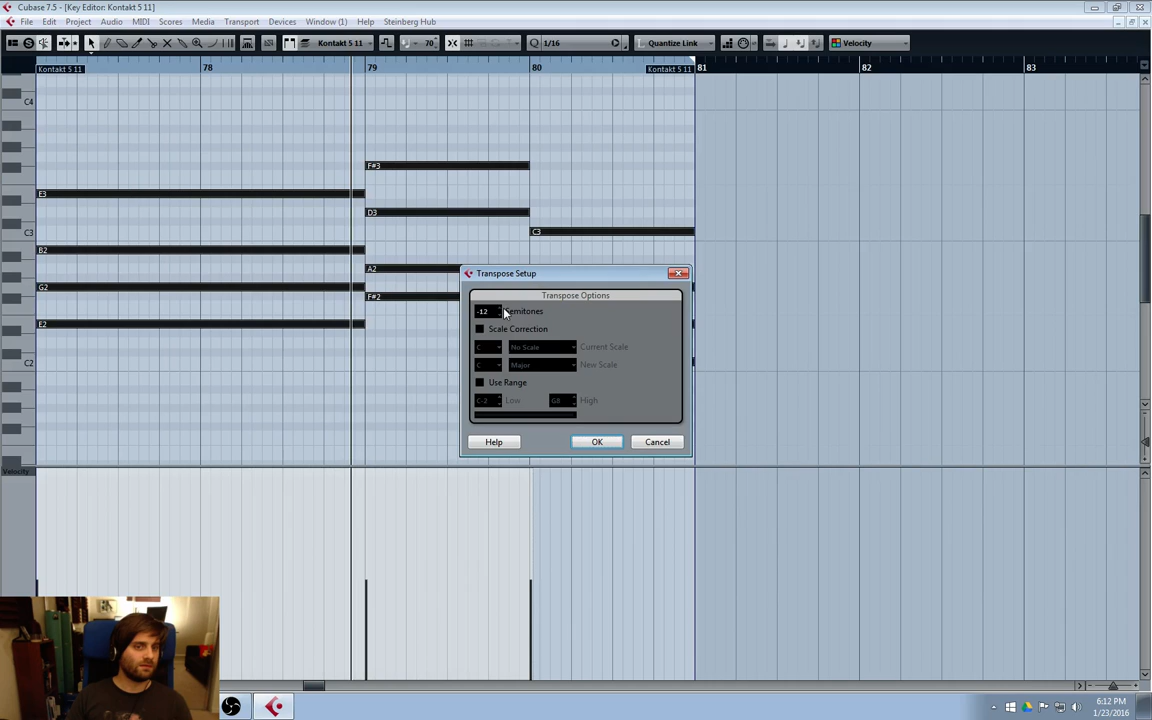 Cubase 7.5 - [Key Editor: Kontakt 5 11]
File Edit Project Audio MIDI Scores Media Transport Devices Window (1) Help Steinberg Hub
Kontakt 5 11 70 1/16 Quantize Link Velocity
Kontakt 5 11 78 79 80 Kontakt 5 11 81 82 83
C4
F#3
E3
D3
C3 C3
B2
A2
G2
F#2
E2
C2
Transpose Setup
Transpose Options
-12 Semitones
Scale Correction
C No Scale Current Scale
C Major New Scale
Use Range
C-2 Low G8 High
Help OK Cancel
Velocity
6:12 PM
1/23/2016